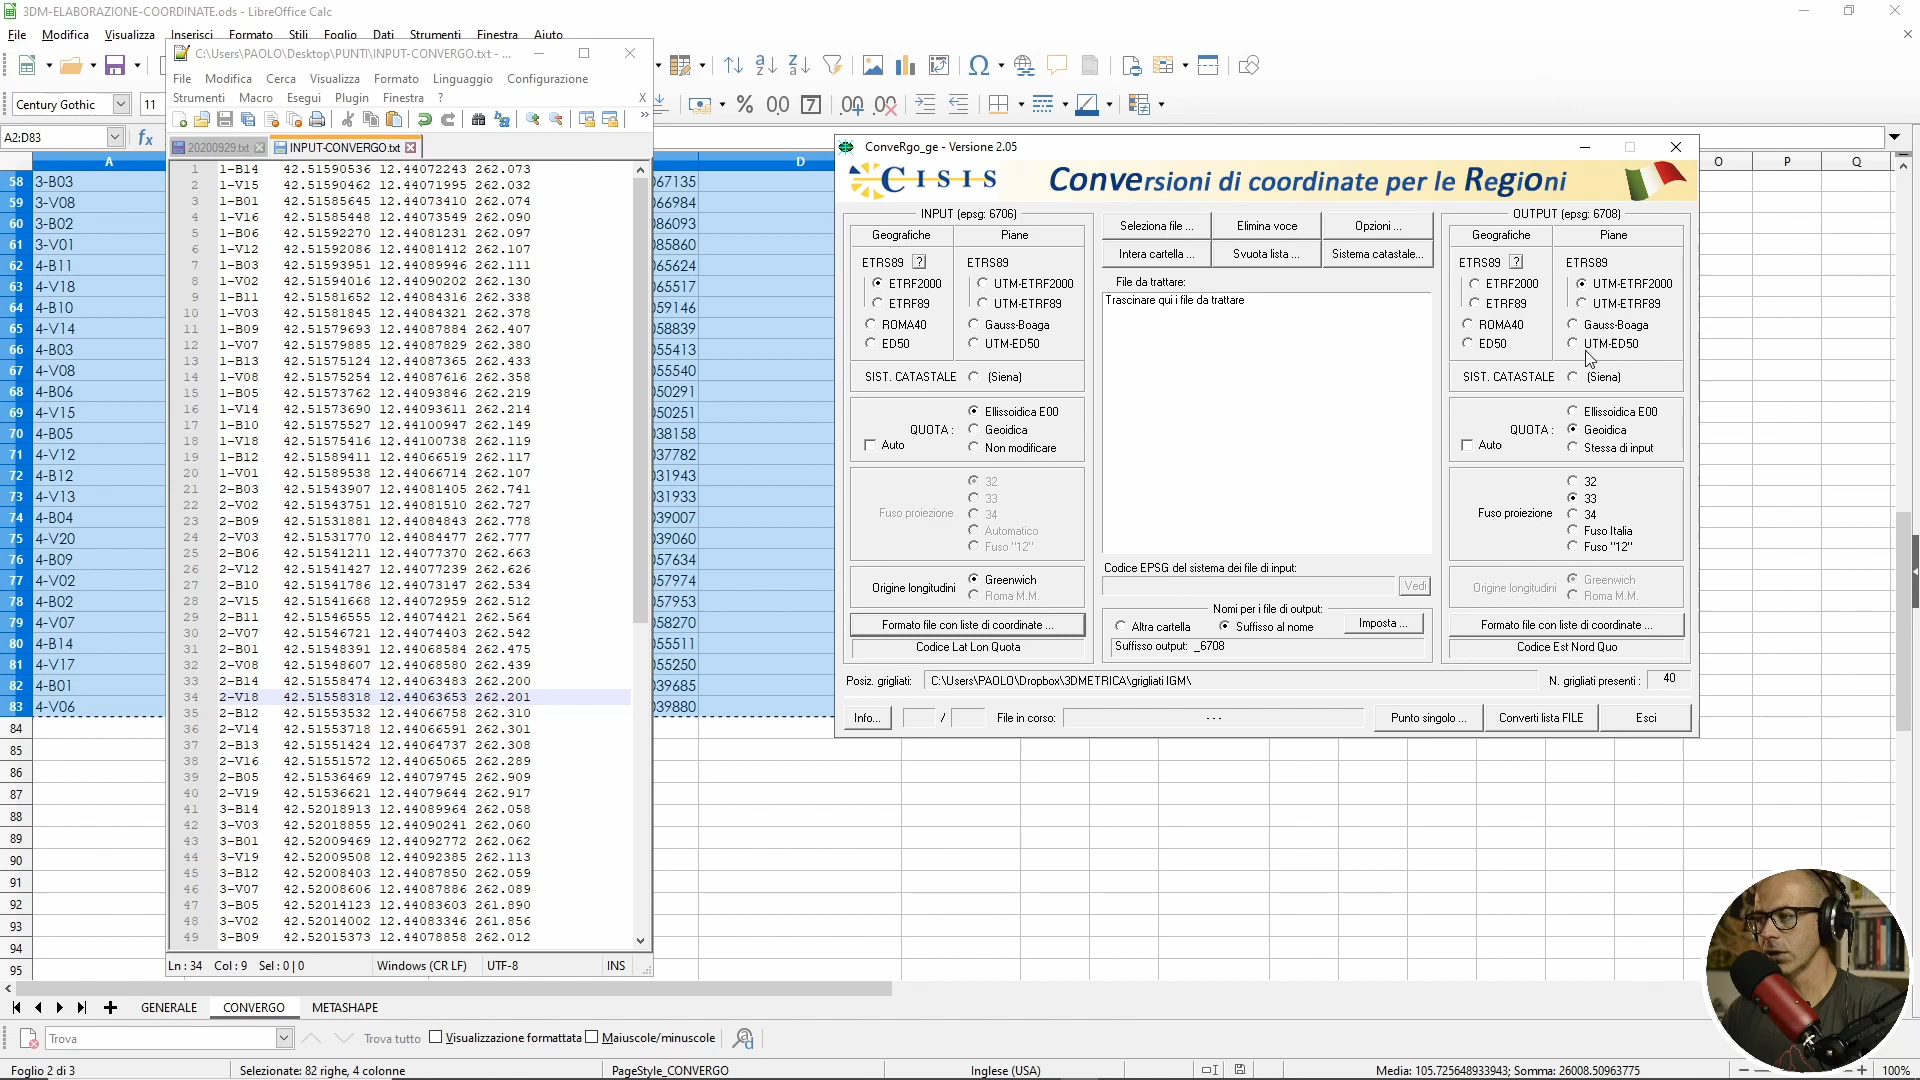 3DM-ELABORAZIONE-COORDINATE.ods - LibreOffice Calc
File Modifica Visualizza Inserisci Formato Stili Foglio Dati Strumenti Finestra Aiuto
Century Gothic 11
A2:D83
A D O P Q
58 3-B03 067135
59 3-V08 066984
60 3-B02 086093
61 3-V01 085860
62 4-B11 065624
63 4-V18 065517
64 4-B10 059146
65 4-V14 058839
66 4-B03 055413
67 4-V08 055540
68 4-B06 050291
69 4-V15 050251
70 4-B05 038158
71 4-V12 037782
72 4-B12 031943
73 4-V13 031933
74 4-B04 039007
75 4-V20 039060
76 4-B09 057634
77 4-V02 057974
78 4-B02 057953
79 4-V07 058270
80 4-B14 055511
81 4-V17 055250
82 4-B01 039685
83 4-V06 039880
84
85
86
87
88
89
90
91
92
93
94
95
C:\Users\PAOLO\Desktop\PUNTI\INPUT-CONVERGO.txt - ...
File Modifica Cerca Visualizza Formato Linguaggio Configurazione
Strumenti Macro Esegui Plugin Finestra ? X
20200929.txt INPUT-CONVERGO.txt
1 1-B14 42.51590536 12.44072243 262.073
2 1-V15 42.51590462 12.44071995 262.032
3 1-B01 42.51585645 12.44073410 262.074
4 1-V16 42.51585448 12.44073549 262.090
5 1-B06 42.51592270 12.44081231 262.097
6 1-V12 42.51592086 12.44081412 262.107
7 1-B03 42.51593951 12.44089946 262.111
8 1-V02 42.51594016 12.44090202 262.130
9 1-B11 42.51581652 12.44084316 262.338
10 1-V03 42.51581845 12.44084321 262.378
11 1-B09 42.51579693 12.44087884 262.407
12 1-V07 42.51579885 12.44087829 262.380
13 1-B13 42.51575124 12.44087365 262.433
14 1-V08 42.51575254 12.44087616 262.358
15 1-B05 42.51573762 12.44093846 262.219
16 1-V14 42.51573690 12.44093611 262.214
17 1-B10 42.51575527 12.44100947 262.149
18 1-V18 42.51575416 12.44100738 262.119
19 1-B12 42.51589411 12.44066519 262.117
20 1-V01 42.51589538 12.44066714 262.107
21 2-B03 42.51543907 12.44081405 262.741
22 2-V02 42.51543751 12.44081510 262.727
23 2-B09 42.51531881 12.44084843 262.778
24 2-V03 42.51531770 12.44084477 262.777
25 2-B06 42.51541211 12.44077370 262.663
26 2-V12 42.51541427 12.44077239 262.626
27 2-B10 42.51541786 12.44073147 262.534
28 2-V15 42.51541668 12.44072959 262.512
29 2-B11 42.51546555 12.44074421 262.564
30 2-V07 42.51546721 12.44074403 262.542
31 2-B01 42.51548391 12.44068584 262.475
32 2-V08 42.51548607 12.44068580 262.439
33 2-B14 42.51558474 12.44063483 262.200
34 2-V18 42.51558318 12.44063653 262.201
35 2-B12 42.51553532 12.44066758 262.310
36 2-V14 42.51553718 12.44066591 262.301
37 2-B13 42.51551424 12.44064737 262.308
38 2-V16 42.51551572 12.44065065 262.289
39 2-B05 42.51536469 12.44079745 262.909
40 2-V19 42.51536621 12.44079644 262.917
41 3-B14 42.52018913 12.44089964 262.058
42 3-V03 42.52018855 12.44090241 262.060
43 3-B01 42.52009469 12.44092772 262.062
44 3-V19 42.52009508 12.44092385 262.113
45 3-B12 42.52008403 12.44087850 262.059
46 3-V07 42.52008606 12.44087886 262.089
47 3-B05 42.52014123 12.44083603 261.890
48 3-V02 42.52014002 12.44083346 261.856
49 3-B09 42.52015373 12.44078858 262.012
Ln : 34 Col : 9 Sel : 0 | 0 Windows (CR LF) UTF-8 INS
ConveRgo_ge - Versione 2.05
CISIS Conversioni di coordinate per le RegiOni
INPUT (epsg: 6706)
Geografiche Piane
ETRS89 ? ETRS89
ETRF2000 UTM-ETRF2000
ETRF89 UTM-ETRF89
ROMA40 Gauss-Boaga
ED50 UTM-ED50
SIST. CATASTALE (Siena)
Ellissoidica E00
QUOTA : Geoidica
Auto Non modificare
32
33
Fuso proiezione 34
Automatico
Fuso "12"
Origine longitudini Greenwich
Roma M.M.
Formato file con liste di coordinate ...
Codice Lat Lon Quota
Seleziona file ... Elimina voce Opzioni ...
Intera cartella ... Svuota lista ... Sistema catastale...
File da trattare:
Trascinare qui i file da trattare
Codice EPSG del sistema dei file di input:
Vedi
Nomi per i file di output:
Altra cartella Suffisso al nome Imposta ...
Suffisso output: _6708
OUTPUT (epsg: 6708)
Geografiche Piane
ETRS89 ? ETRS89
ETRF2000 UTM-ETRF2000
ETRF89 UTM-ETRF89
ROMA40 Gauss-Boaga
ED50 UTM-ED50
SIST. CATASTALE (Siena)
Ellissoidica E00
QUOTA : Geoidica
Auto Stessa di input
32
33
Fuso proiezione 34
Fuso Italia
Fuso "12"
Origine longitudini Greenwich
Roma M.M.
Formato file con liste di coordinate ...
Codice Est Nord Quo
Posiz. grigliati: C:\Users\PAOLO\Dropbox\3DMETRICA\grigliati IGM\ N. grigliati presenti : 40
Info... / File in corso: - - - Punto singolo ... Converti lista FILE Esci
GENERALE CONVERGO METASHAPE
Trova Trova tutto Visualizzazione formattata Maiuscole/minuscole
Foglio 2 di 3 Selezionate: 82 righe, 4 colonne PageStyle_CONVERGO Inglese (USA) Media: 105.725648933943; Somma: 26008.50963775 100%